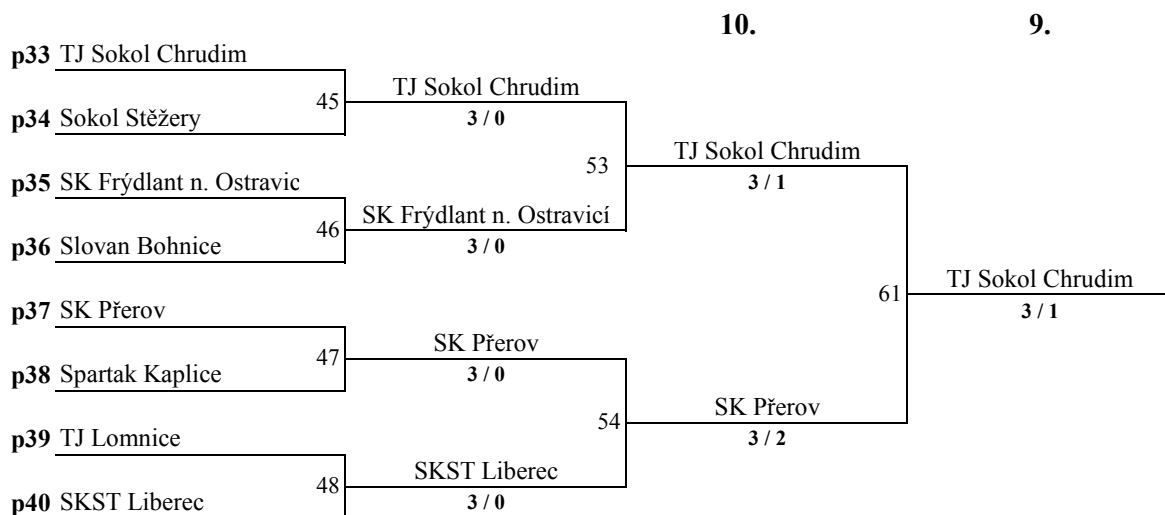 10. 9.
p33 TJ Sokol Chrudim
45 TJ Sokol Chrudim
p34 Sokol Stěžery 3 / 0
53 TJ Sokol Chrudim
3 / 1
p35 SK Frýdlant n. Ostravic
46 SK Frýdlant n. Ostravicí
p36 Slovan Bohnice 3 / 0
61 TJ Sokol Chrudim
3 / 1
p37 SK Přerov
47 SK Přerov
p38 Spartak Kaplice 3 / 0
54 SK Přerov
3 / 2
p39 TJ Lomnice
48 SKST Liberec
p40 SKST Liberec 3 / 0